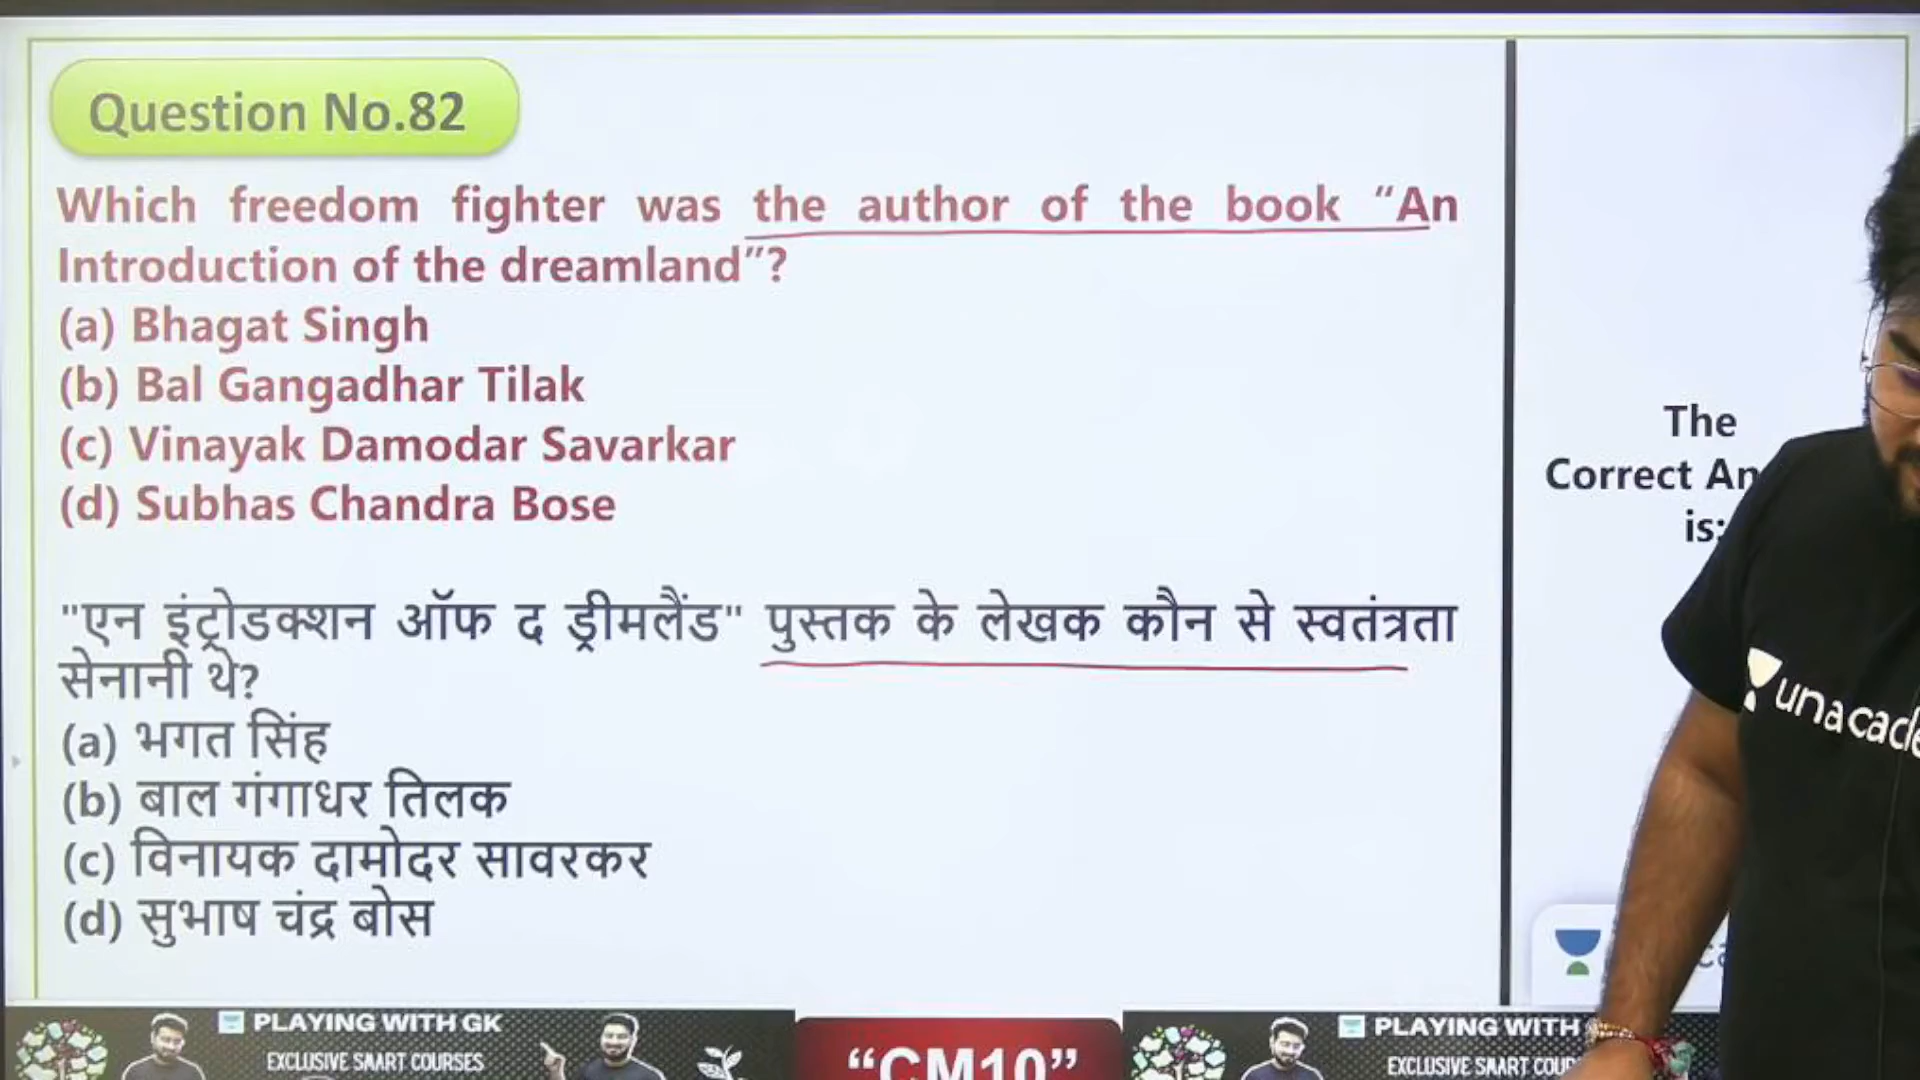 Question No.82
Which freedom fighter was the author of the book “An
Introduction of the dreamland”?
(a) Bhagat Singh
(b) Bal Gangadhar Tilak
(c) Vinayak Damodar Savarkar
(d) Subhas Chandra Bose
"एन इंट्रोडक्शन ऑफ द ड्रीमलैंड" पुस्तक के लेखक कौन से स्वतंत्रता
सेनानी थे?
(a) भगत सिंह
(b) बाल गंगाधर तिलक
(c) विनायक दामोदर सावरकर
(d) सुभाष चंद्र बोस
The
Correct An
is:
unacade
PLAYING WITH GK
EXCLUSIVE SMART COURSES
“CM10”
PLAYING WITH
EXCLUSIVE SMART COUR